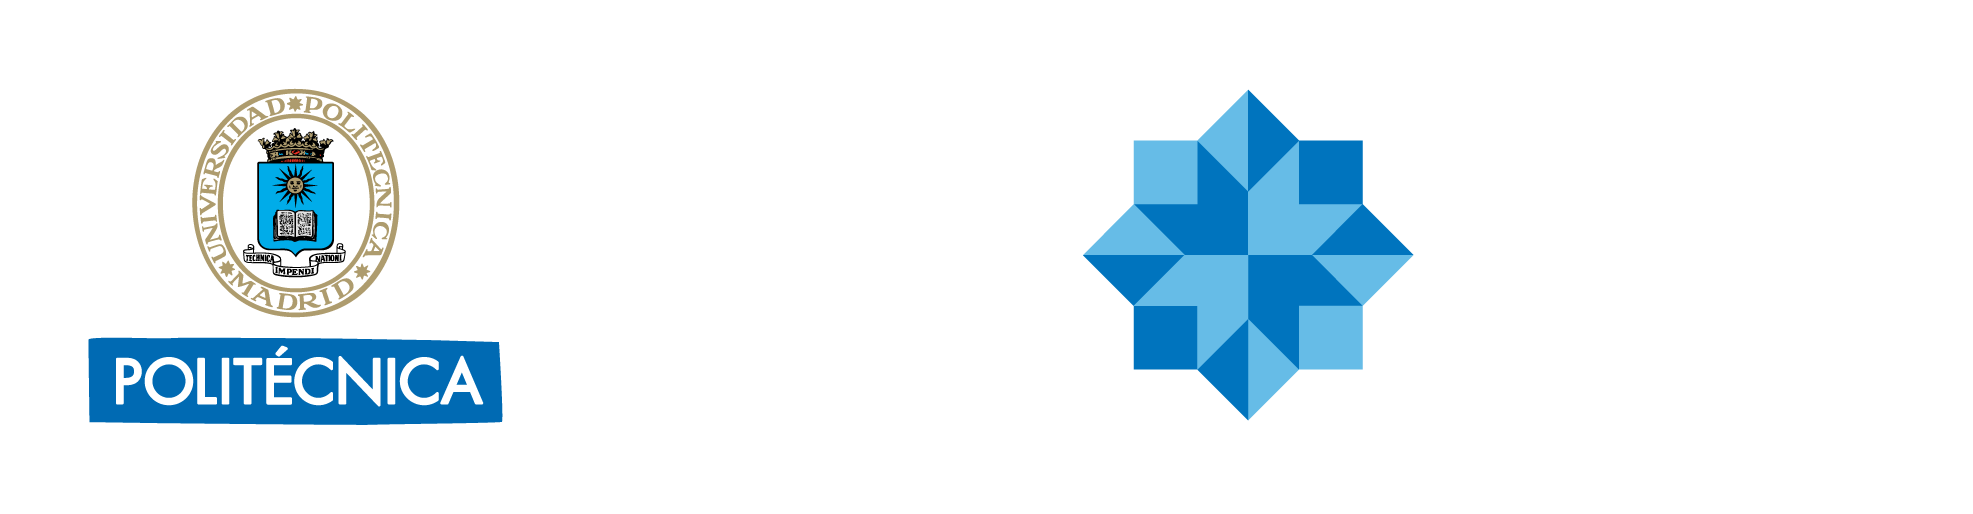 UNIVERSIDAD POLITECNICA
MADRID
TECHNICA IMPENDI NATIONI
POLITÉCNICA